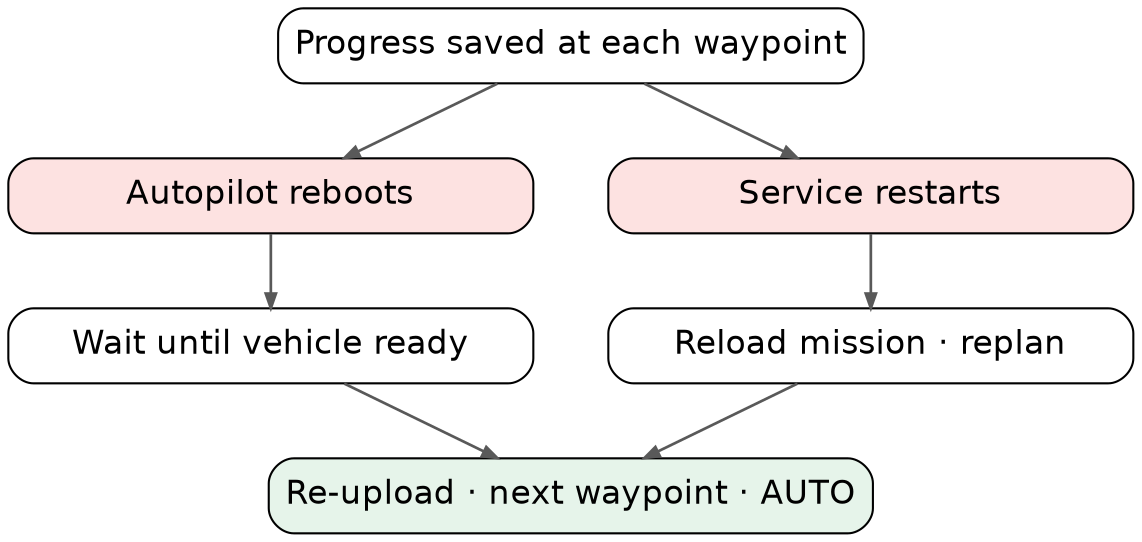 Progress saved at each waypoint
Autopilot reboots
Service restarts
Wait until vehicle ready
Reload mission · replan
Re-upload · next waypoint · AUTO